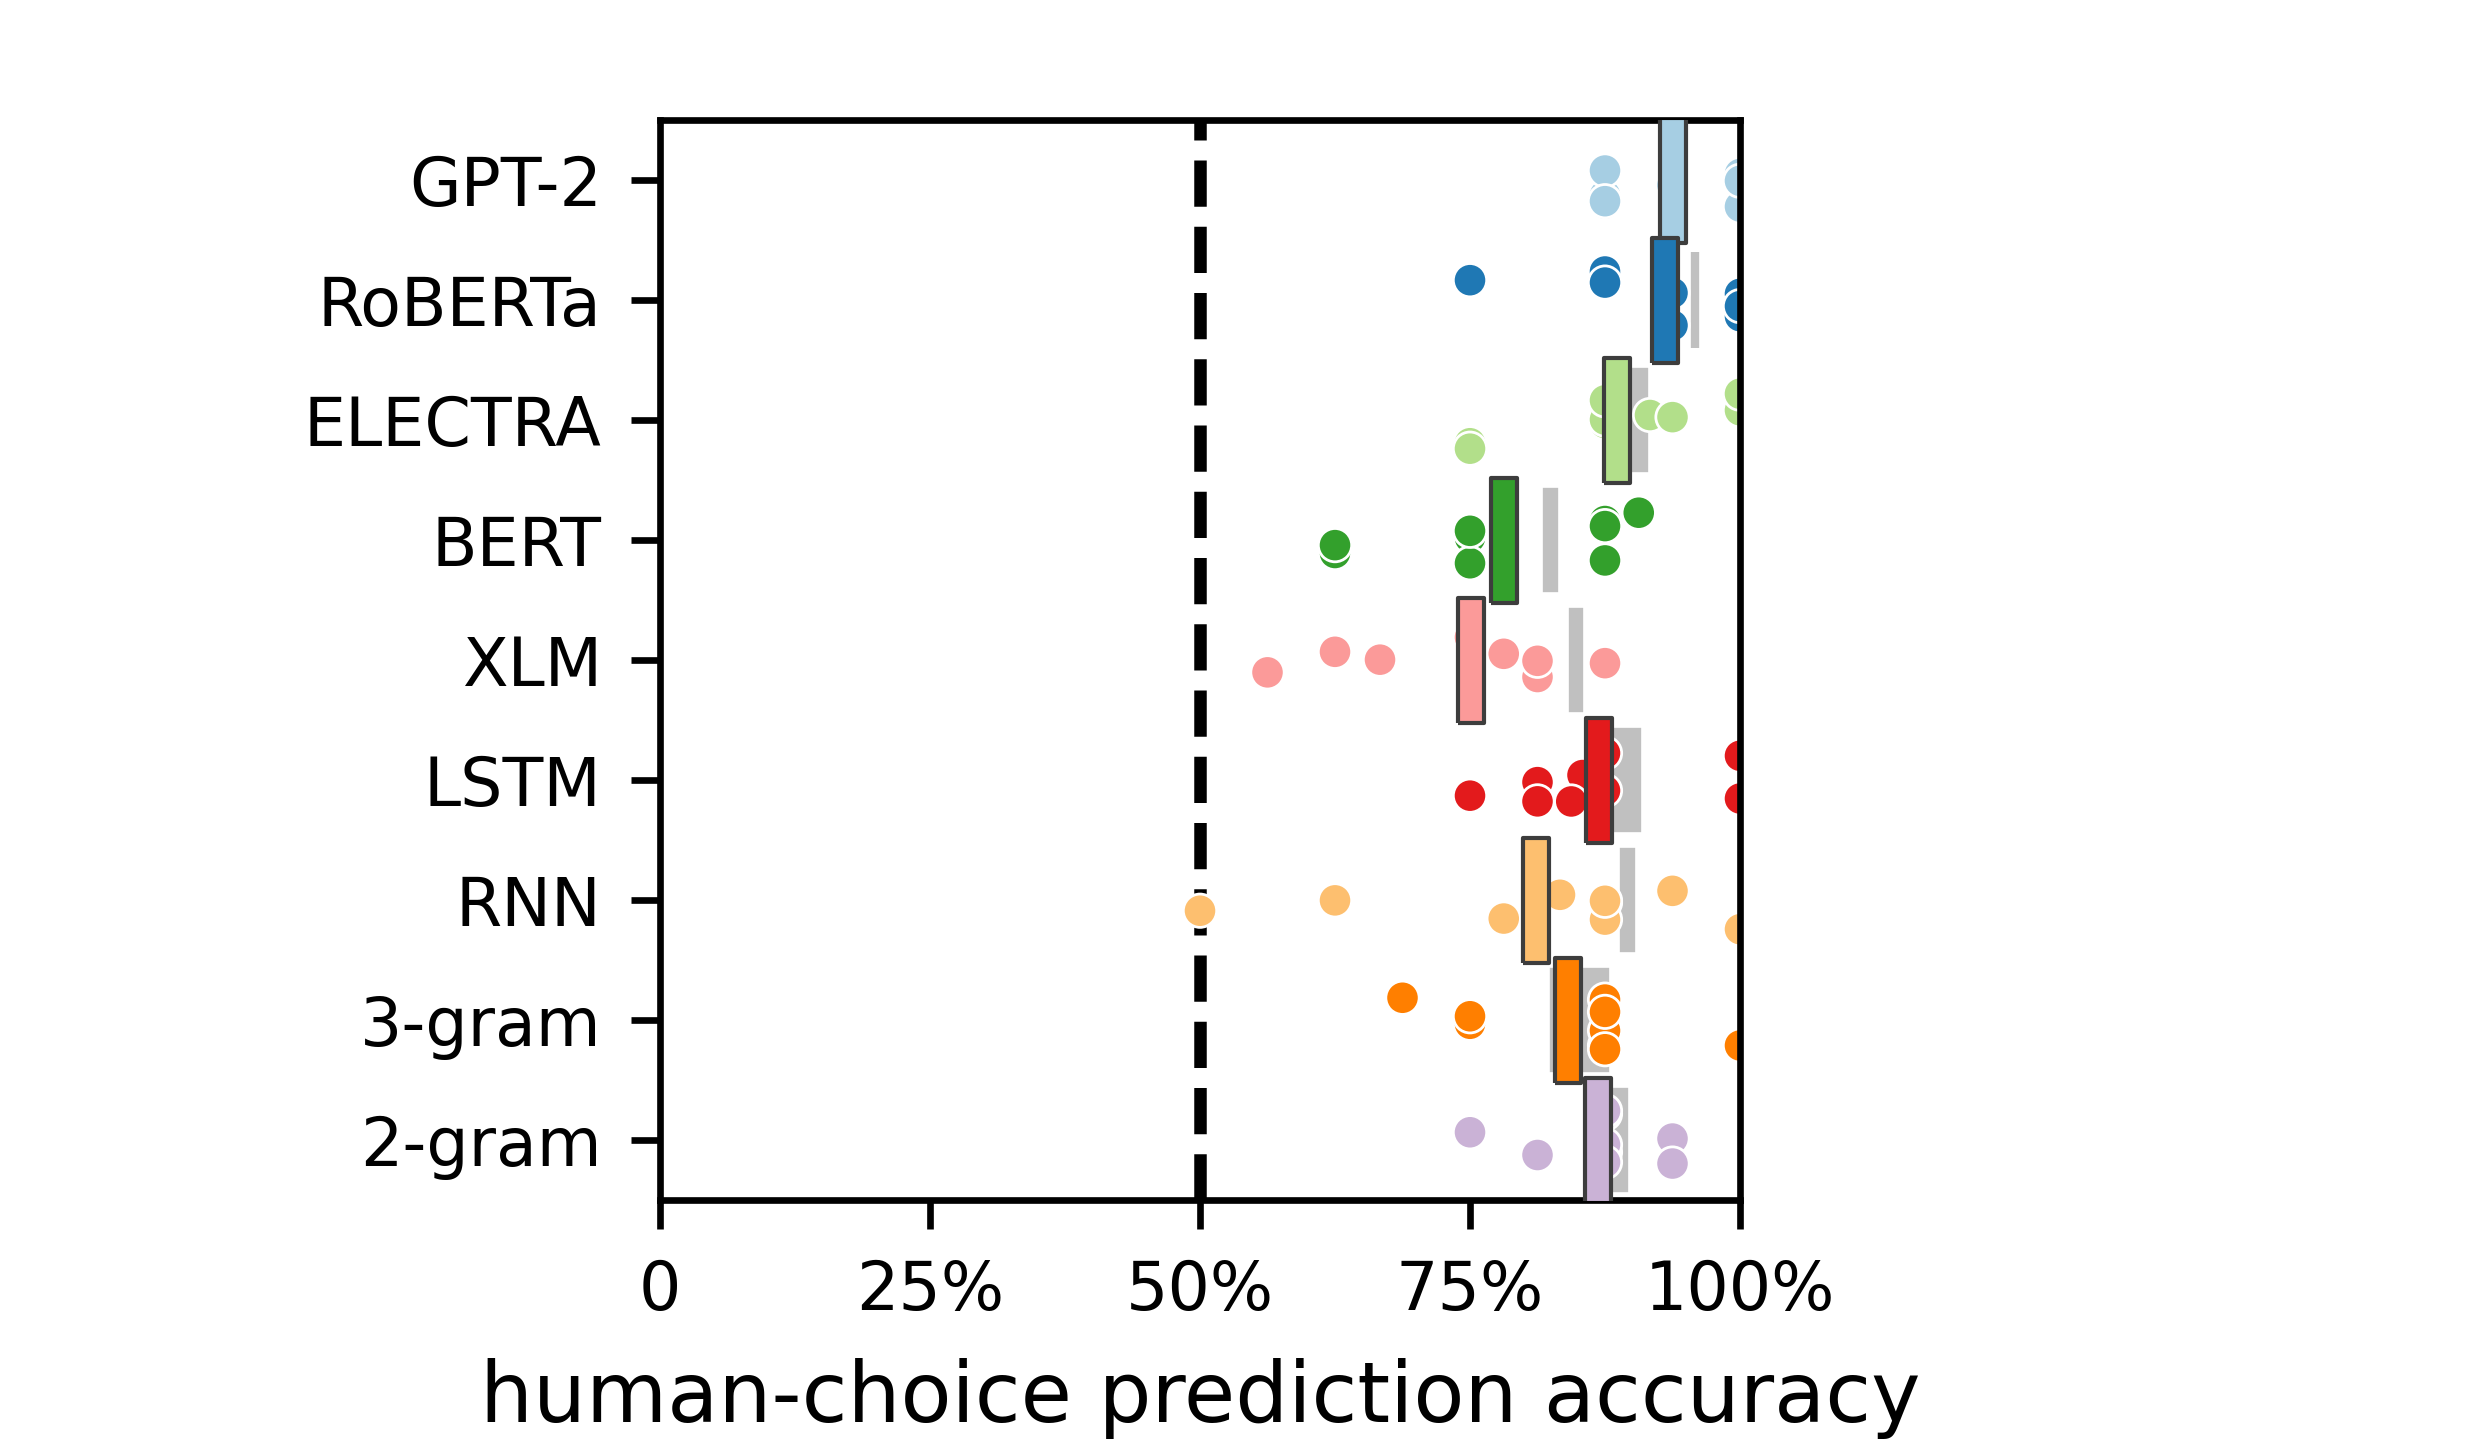 GPT-2
RoBERTa
ELECTRA
BERT
XLM
LSTM
RNN
3-gram
2-gram
0 25% 50% 75% 100%
human-choice prediction accuracy